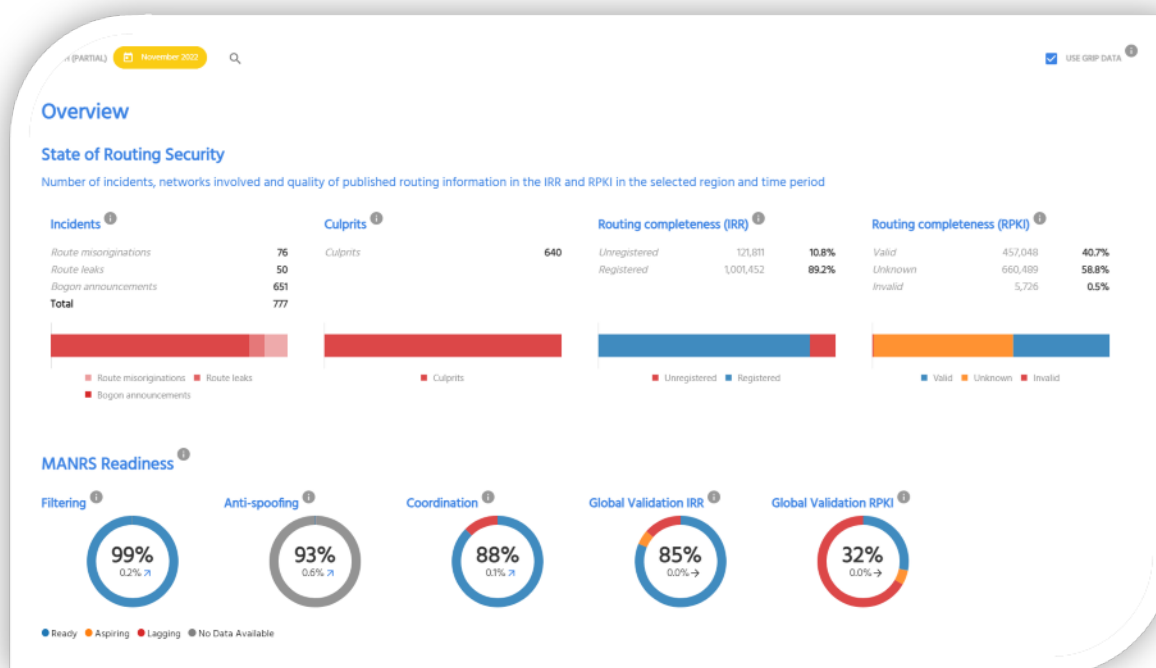 (PARTIAL) November 2022 USE GRIP DATA
Overview
State of Routing Security
Number of incidents, networks involved and quality of published routing information in the IRR and RPKI in the selected region and time period
Incidents
Route misoriginations 76
Route leaks 50
Bogon announcements 651
Total 777
Route misoriginations Route leaks
Bogon announcements
Culprits
Culprits 640
Culprits
Routing completeness (IRR)
Unregistered 121,811 10.8%
Registered 1,001,452 89.2%
Unregistered Registered
Routing completeness (RPKI)
Valid 457,048 40.7%
Unknown 660,489 58.8%
Invalid 5,726 0.5%
Valid Unknown Invalid
MANRS Readiness
Filtering
99%
0.2%
Anti-spoofing
93%
0.6%
Coordination
88%
0.1%
Global Validation IRR
85%
0.0%
Global Validation RPKI
32%
0.0%
Ready Aspiring Lagging No Data Available